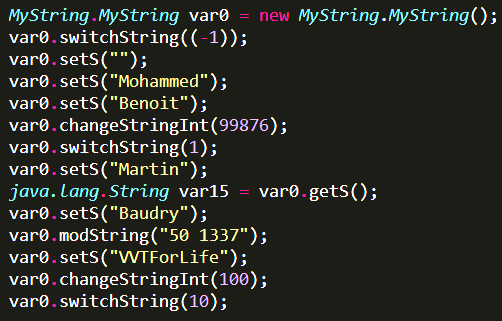 MyString.MyString var0 = new MyString.MyString();
var0.switchString((-1));
var0.setS("");
var0.setS("Mohammed");
var0.setS("Benoit");
var0.changeStringInt(99876);
var0.switchString(1);
var0.setS("Martin");
java.lang.String var15 = var0.getS();
var0.setS("Baudry");
var0.modString("50 1337");
var0.setS("VVTForLife");
var0.changeStringInt(100);
var0.switchString(10);